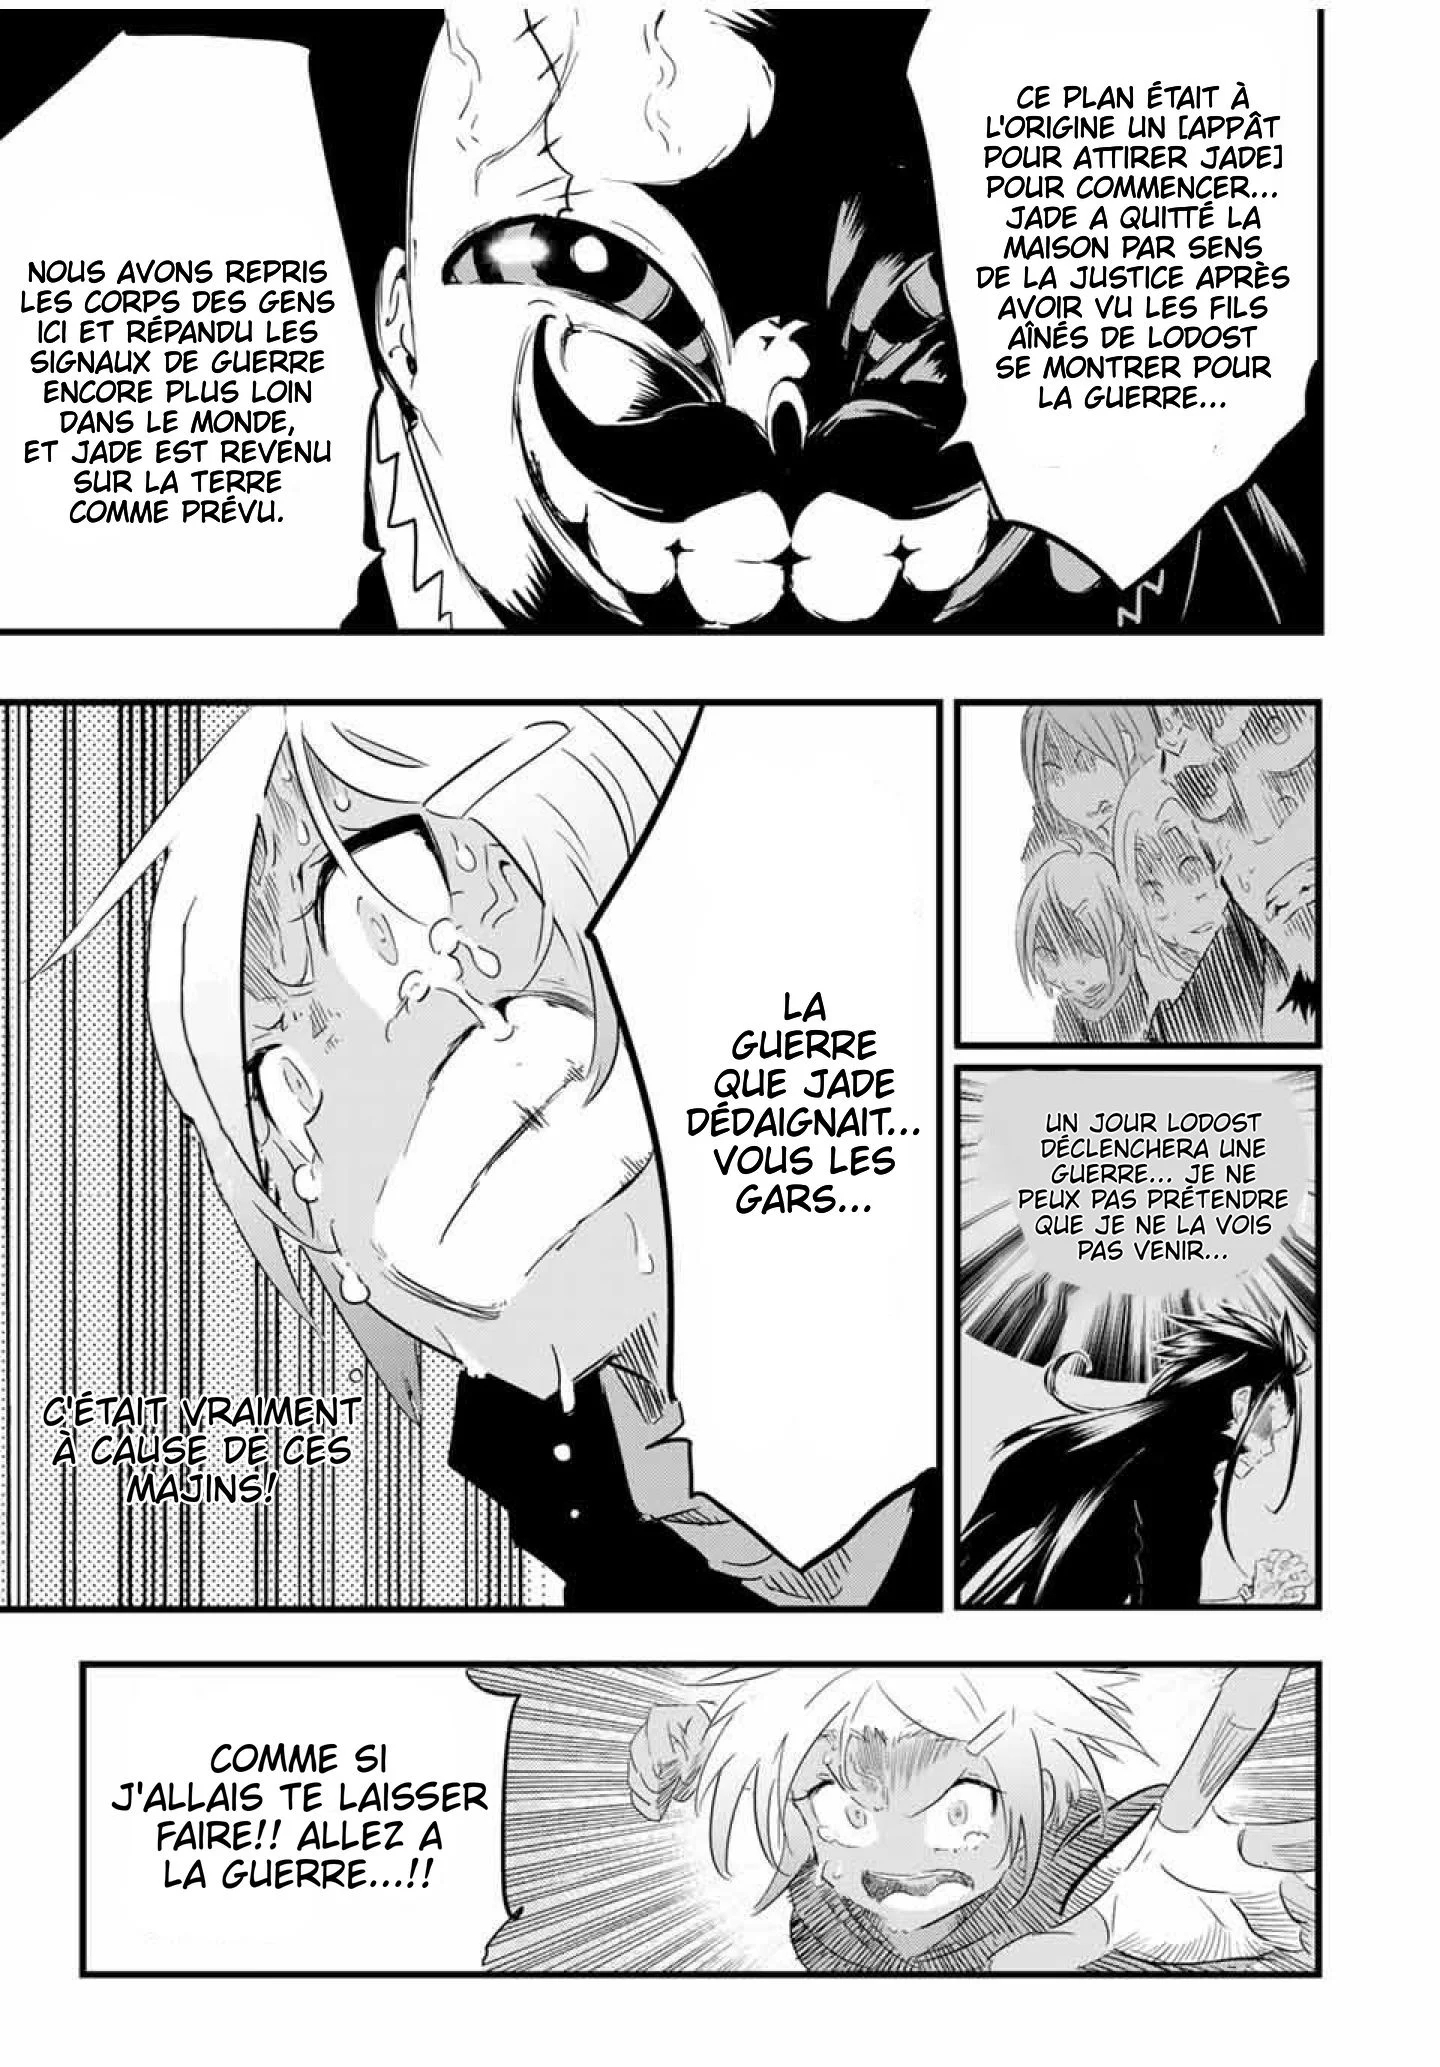 CE PLAN ÉTAIT À
L'ORIGINE UN [APPÂT
POUR ATTIRER JADE]
POUR COMMENCER...
JADE A QUITTÉ LA
MAISON PAR SENS
DE LA JUSTICE APRÈS
AVOIR VU LES FILS
AÎNÉS DE LODOST
SE MONTRER POUR
LA GUERRE...
NOUS AVONS REPRIS
LES CORPS DES GENS
ICI ET RÉPANDU LES
SIGNAUX DE GUERRE
ENCORE PLUS LOIN
DANS LE MONDE,
ET JADE EST REVENU
SUR LA TERRE
COMME PRÉVU.
UN JOUR LODOST
DÉCLENCHERA UNE
GUERRE... JE NE
PEUX PAS PRÉTENDRE
QUE JE NE LA VOIS
PAS VENIR...
LA
GUERRE
QUE JADE
DÉDAIGNAIT...
VOUS LES
GARS...
C'ÉTAIT VRAIMENT
À CAUSE DE CES
MAJINS!
COMME SI
J'ALLAIS TE LAISSER
FAIRE!! ALLEZ A
LA GUERRE...!!